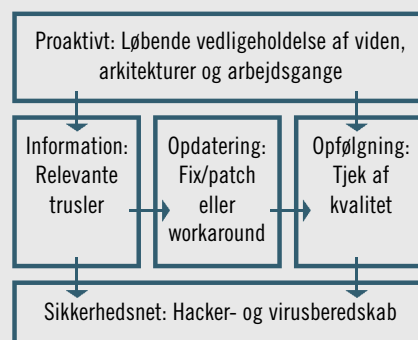 Proaktivt: Løbende vedligeholdelse af viden,
arkitekturer og arbejdsgange
Information:
Relevante
trusler
Opdatering:
Fix/patch
eller
workaround
Opfølgning:
Tjek af
kvalitet
Sikkerhedsnet: Hacker- og virusberedskab